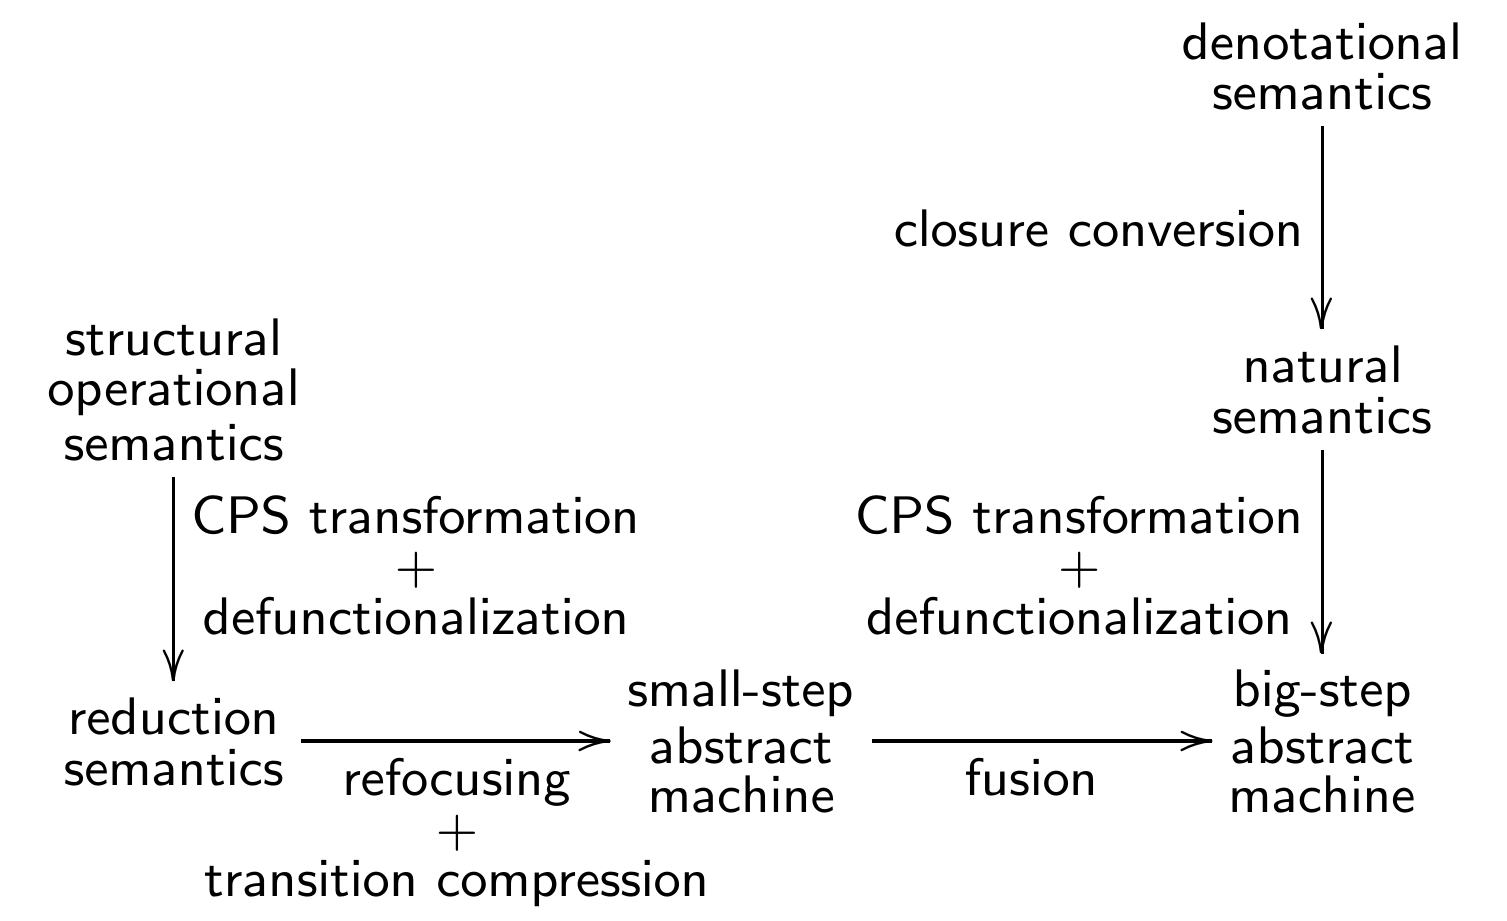 denotational
semantics
closure conversion
structural
operational
semantics
natural
semantics
CPS transformation
+
defunctionalization
CPS transformation
+
defunctionalization
reduction
semantics
small-step
abstract
machine
big-step
abstract
machine
refocusing
+
transition compression
fusion